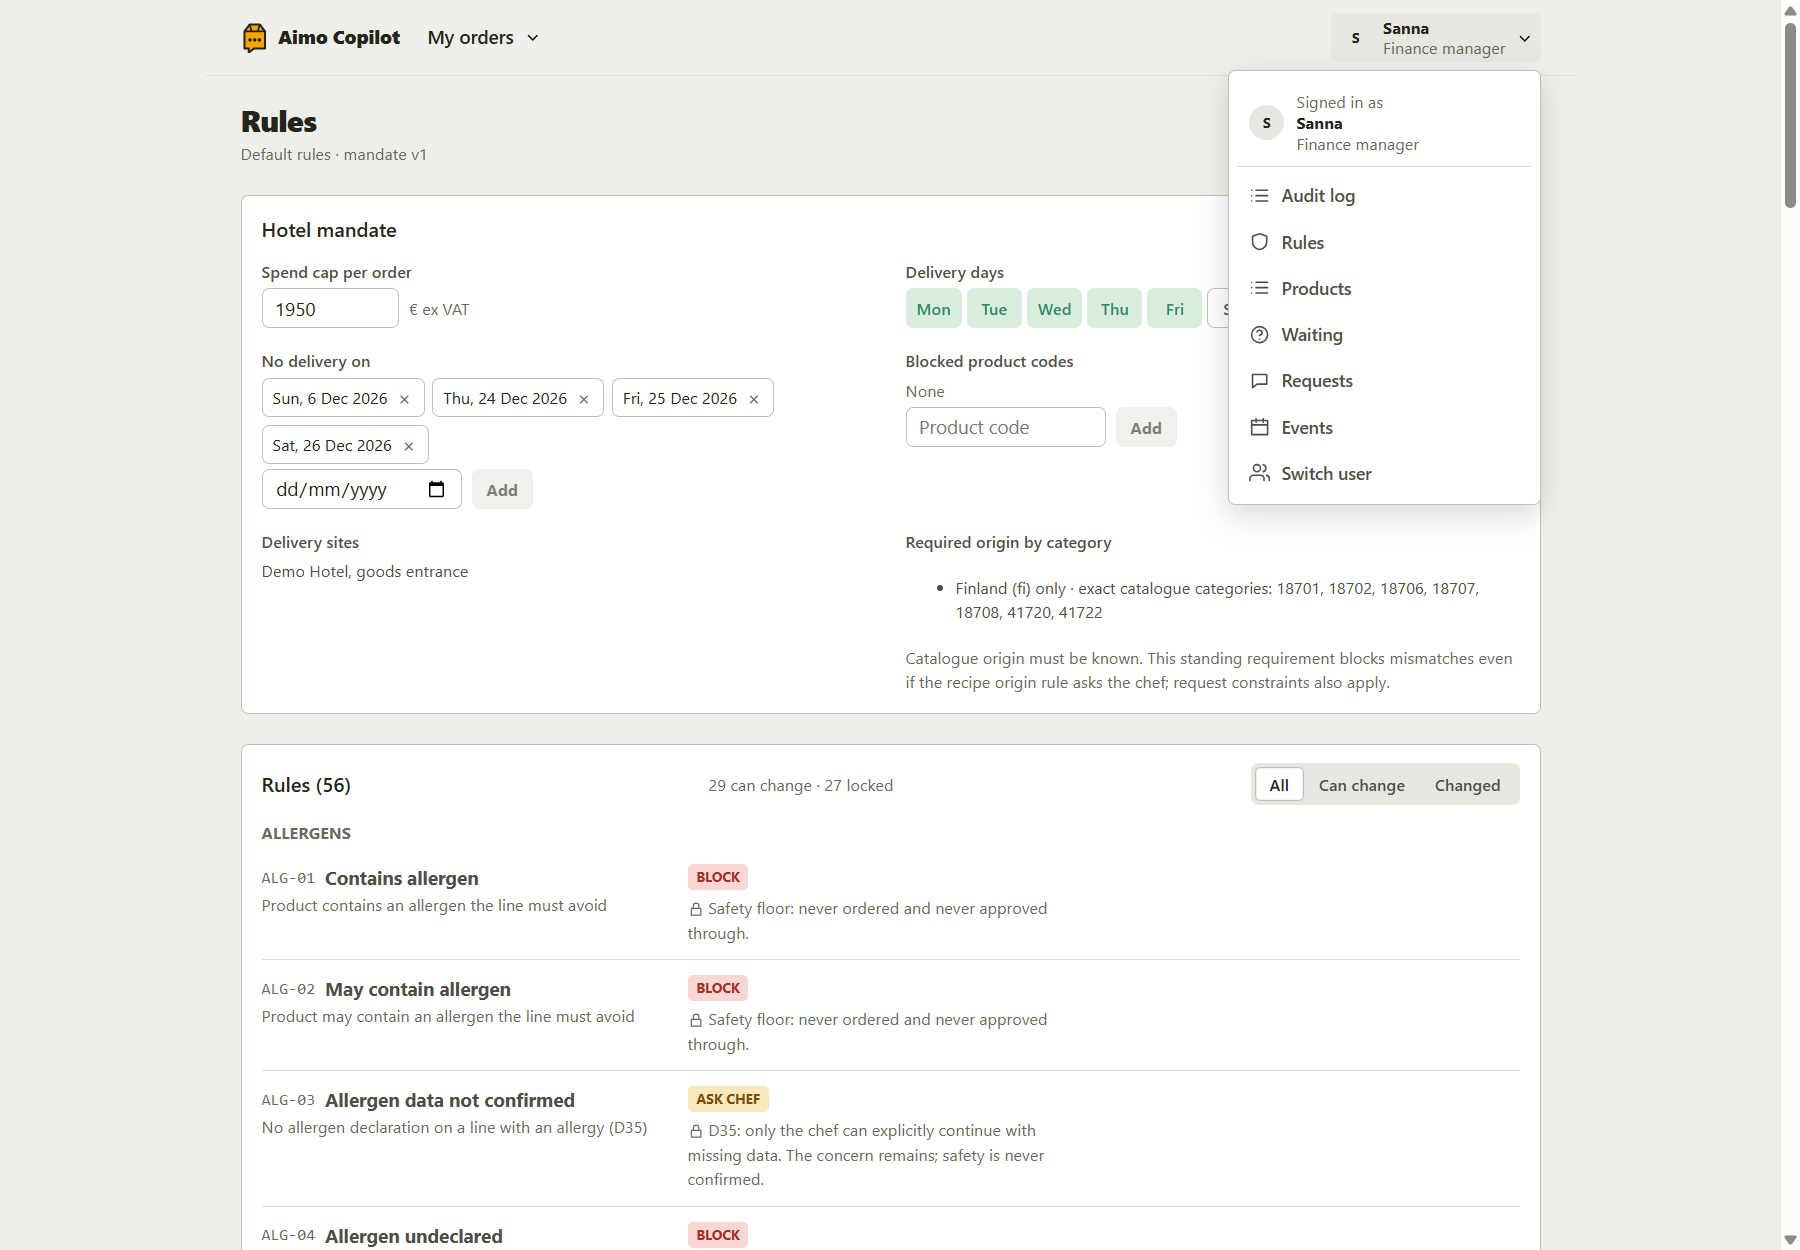 Aimo Copilot
My orders
S
Sanna
Finance manager
Signed in as
S
Sanna
Finance manager
Audit log
Rules
Products
Waiting
Requests
Events
Switch user
Rules
Default rules · mandate v1
Hotel mandate
Spend cap per order
1950
€ ex VAT
Delivery days
Mon
Tue
Wed
Thu
Fri
No delivery on
Sun, 6 Dec 2026 ×
Thu, 24 Dec 2026 ×
Fri, 25 Dec 2026 ×
Sat, 26 Dec 2026 ×
dd/mm/yyyy
Add
Blocked product codes
None
Product code
Add
Delivery sites
Demo Hotel, goods entrance
Required origin by category
• Finland (fi) only · exact catalogue categories: 18701, 18702, 18706, 18707,
18708, 41720, 41722
Catalogue origin must be known. This standing requirement blocks mismatches even
if the recipe origin rule asks the chef; request constraints also apply.
Rules (56)
29 can change · 27 locked
All
Can change
Changed
ALLERGENS
ALG-01 Contains allergen
Product contains an allergen the line must avoid
BLOCK
Safety floor: never ordered and never approved
through.
ALG-02 May contain allergen
Product may contain an allergen the line must avoid
BLOCK
Safety floor: never ordered and never approved
through.
ALG-03 Allergen data not confirmed
No allergen declaration on a line with an allergy (D35)
ASK CHEF
D35: only the chef can explicitly continue with
missing data. The concern remains; safety is never
confirmed.
ALG-04 Allergen undeclared
BLOCK